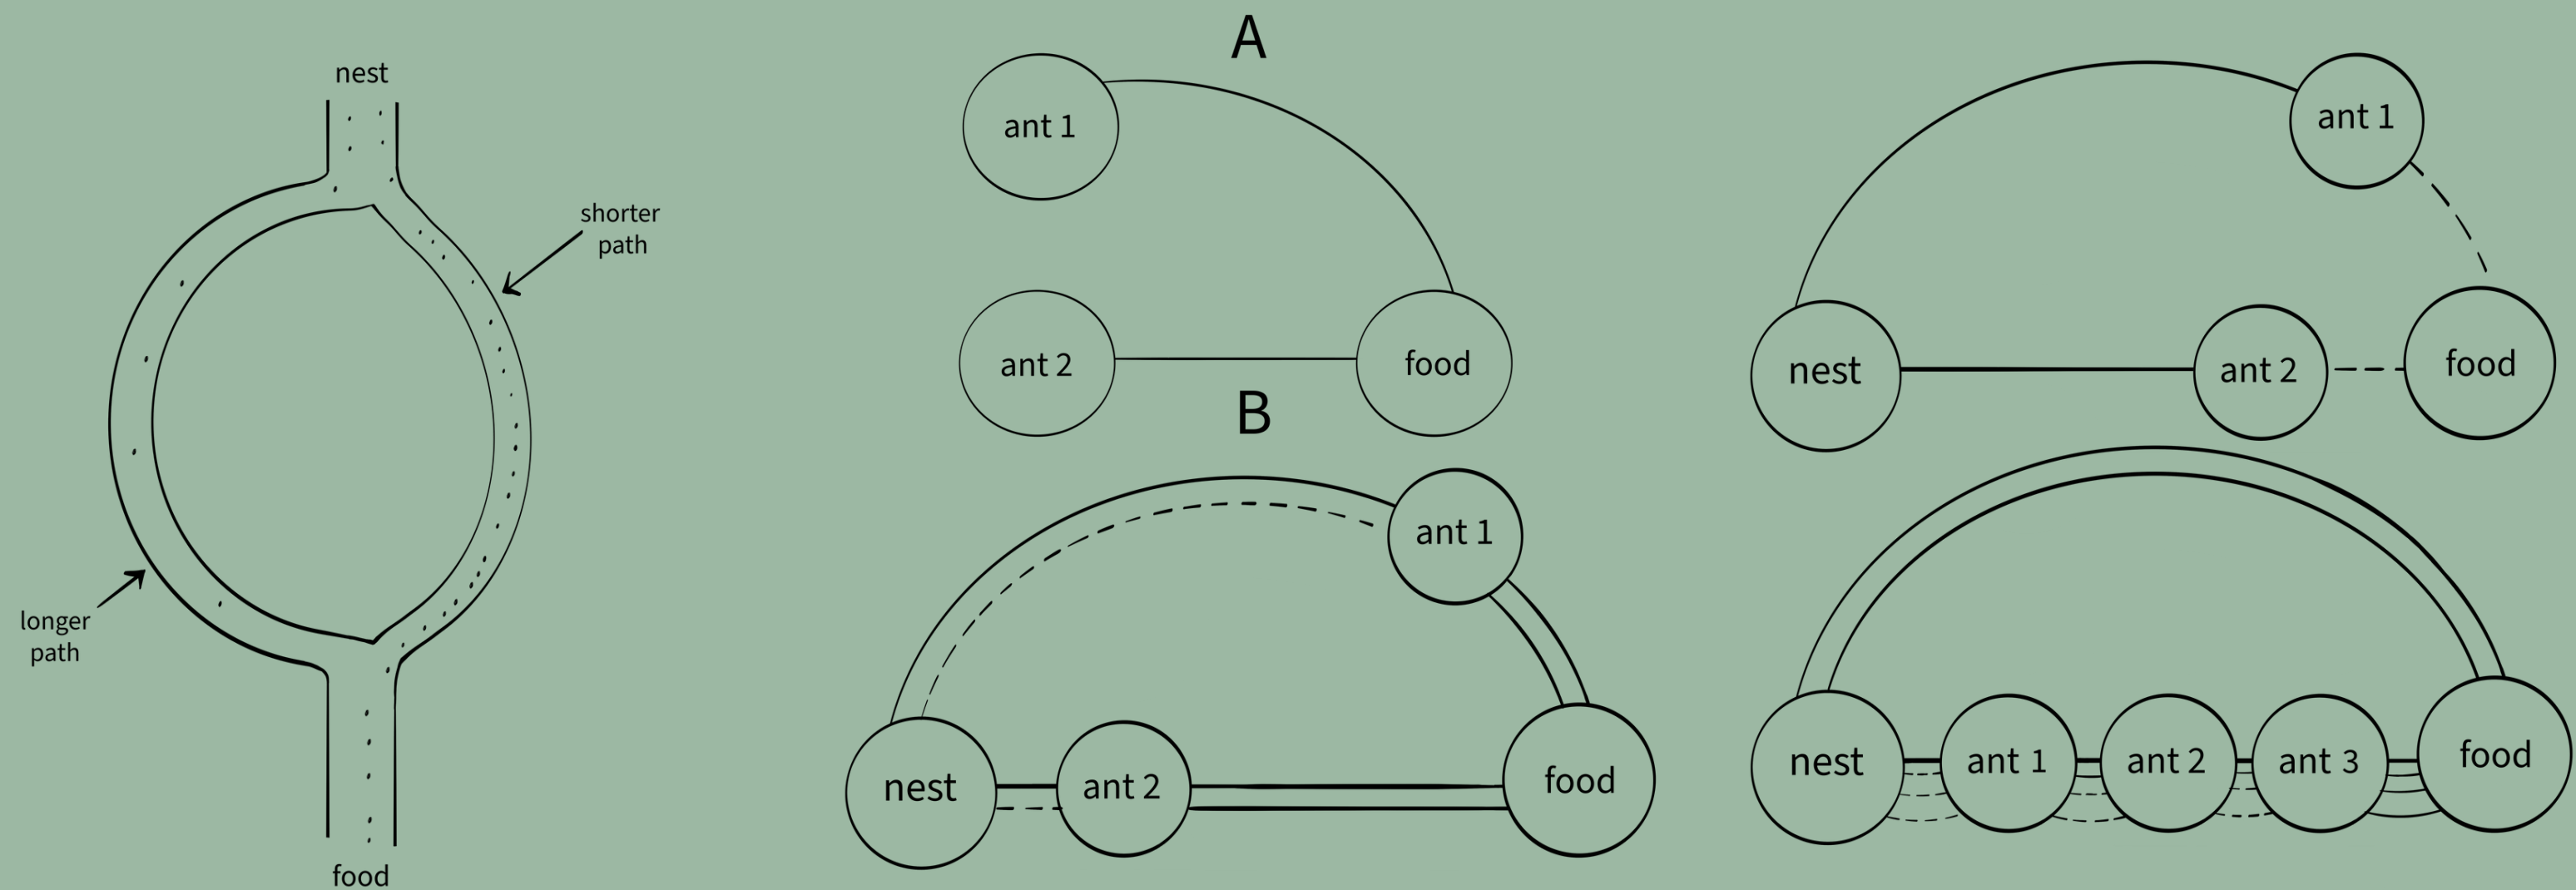 nest
shorter
path
longer
path
food
A
ant 1
ant 2
food
ant 1
nest
ant 2
food
B
ant 1
nest
ant 2
food
nest
ant 1
ant 2
ant 3
food